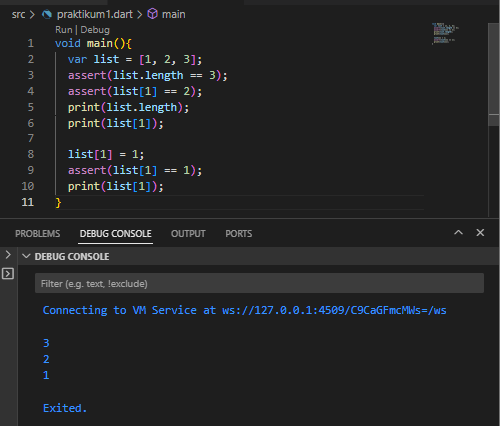 src > praktikum1.dart > main
Run | Debug
1 void main(){
2 var list = [1, 2, 3];
3 assert(list.length == 3);
4 assert(list[1] == 2);
5 print(list.length);
6 print(list[1]);
7
8 list[1] = 1;
9 assert(list[1] == 1);
10 print(list[1]);
11 }
PROBLEMS DEBUG CONSOLE OUTPUT PORTS
DEBUG CONSOLE
Filter (e.g. text, !exclude)
Connecting to VM Service at ws://127.0.0.1:4509/C9CaGFmcMWs=/ws
3
2
1
Exited.